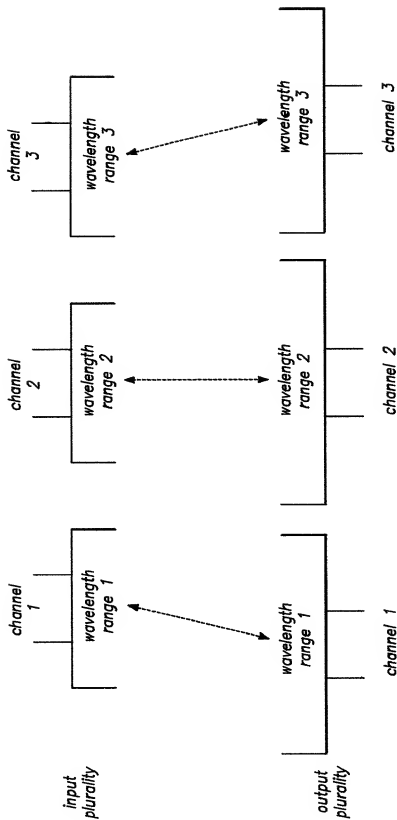 input
plurality
channel
1
channel
2
channel
3
wavelength
range 1
wavelength
range 2
wavelength
range 3
wavelength
range 1
wavelength
range 2
wavelength
range 3
output
plurality
channel 1
channel 2
channel 3